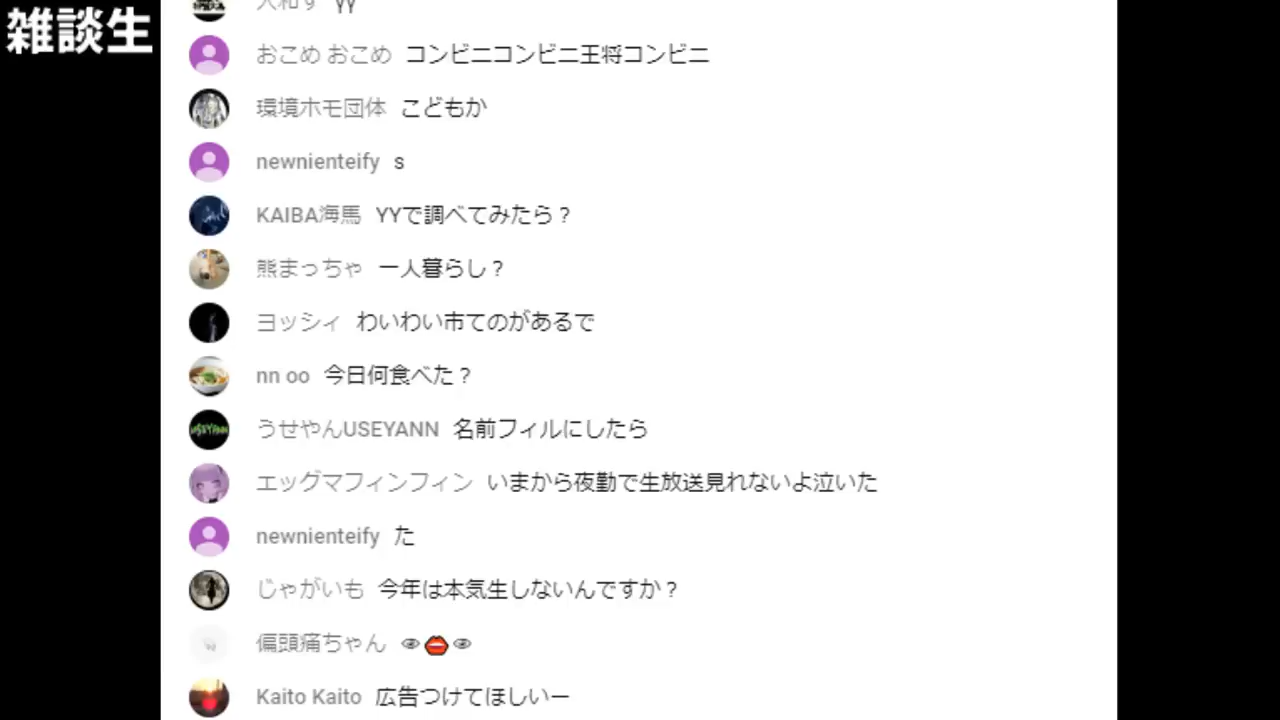 雑談生
YY
おこめ おこめ コンビニコンビニ王将コンビニ
環境ホモ団体 こどもか
newnienteify s
KAIBA海馬 YYで調べてみたら？
熊まっちゃ 一人暮らし？
ヨッシィ わいわい市てのがあるで
nn oo 今日何食べた？
うせやんUSEYANN 名前フィルにしたら
エッグマフィンフィン いまから夜勤で生放送見れないよ泣いた
newnienteify た
じゃがいも 今年は本気生しないんですか？
偏頭痛ちゃん 👁👄👁
Kaito Kaito 広告つけてほしいー